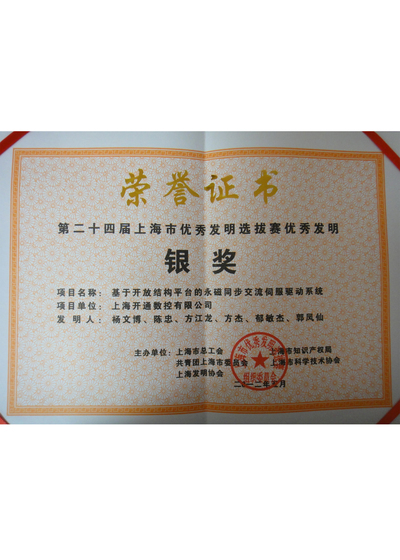 荣誉证书
第二十四届上海市优秀发明选拔赛优秀发明
银奖
项目名称：基于开放结构平台的永磁同步交流伺服驱动系统
项目单位：上海开通数控有限公司
发明人：杨文博、陈忠、方江龙、方杰、郁敏杰、郭凤仙
主办单位：上海市总工会 上海市知识产权局
共青团上海市委员会 上海市科学技术协会
上海发明协会 二〇一二年 月